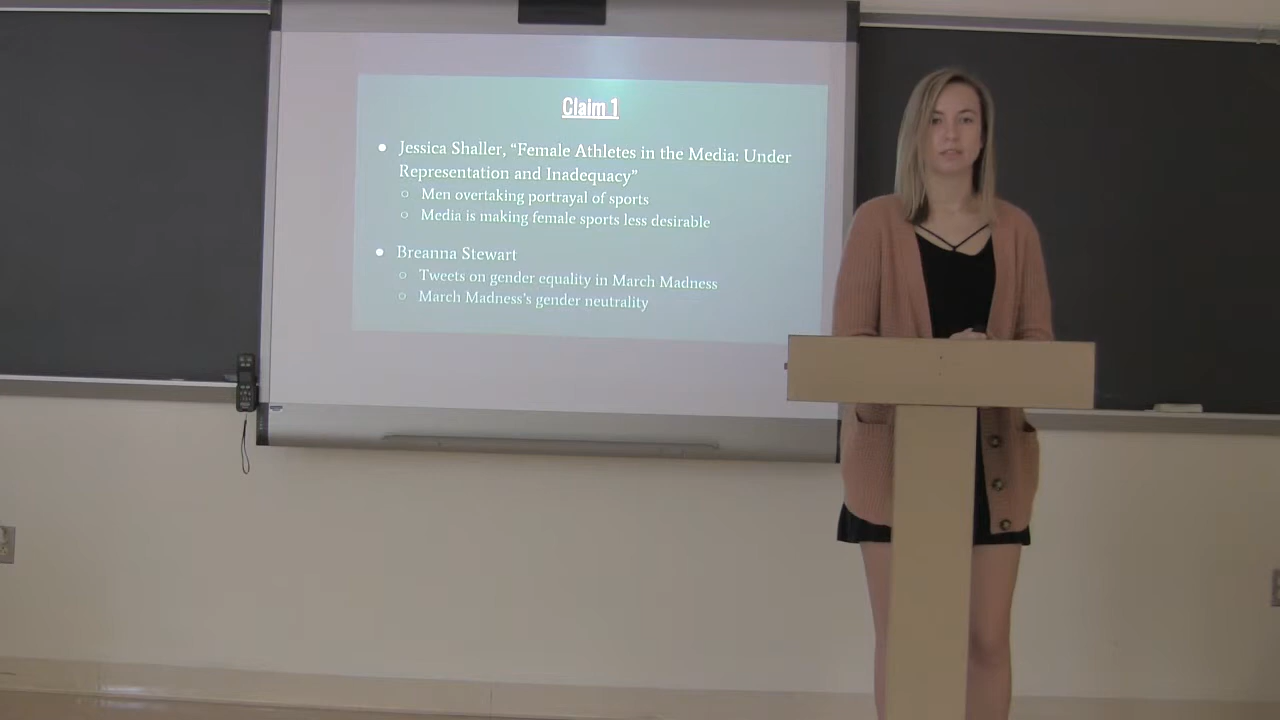 Claim 1
● Jessica Shaller, “Female Athletes in the Media: Under
Representation and Inadequacy”
○ Men overtaking portrayal of sports
○ Media is making female sports less desirable
● Breanna Stewart
○ Tweets on gender equality in March Madness
○ March Madness's gender neutrality